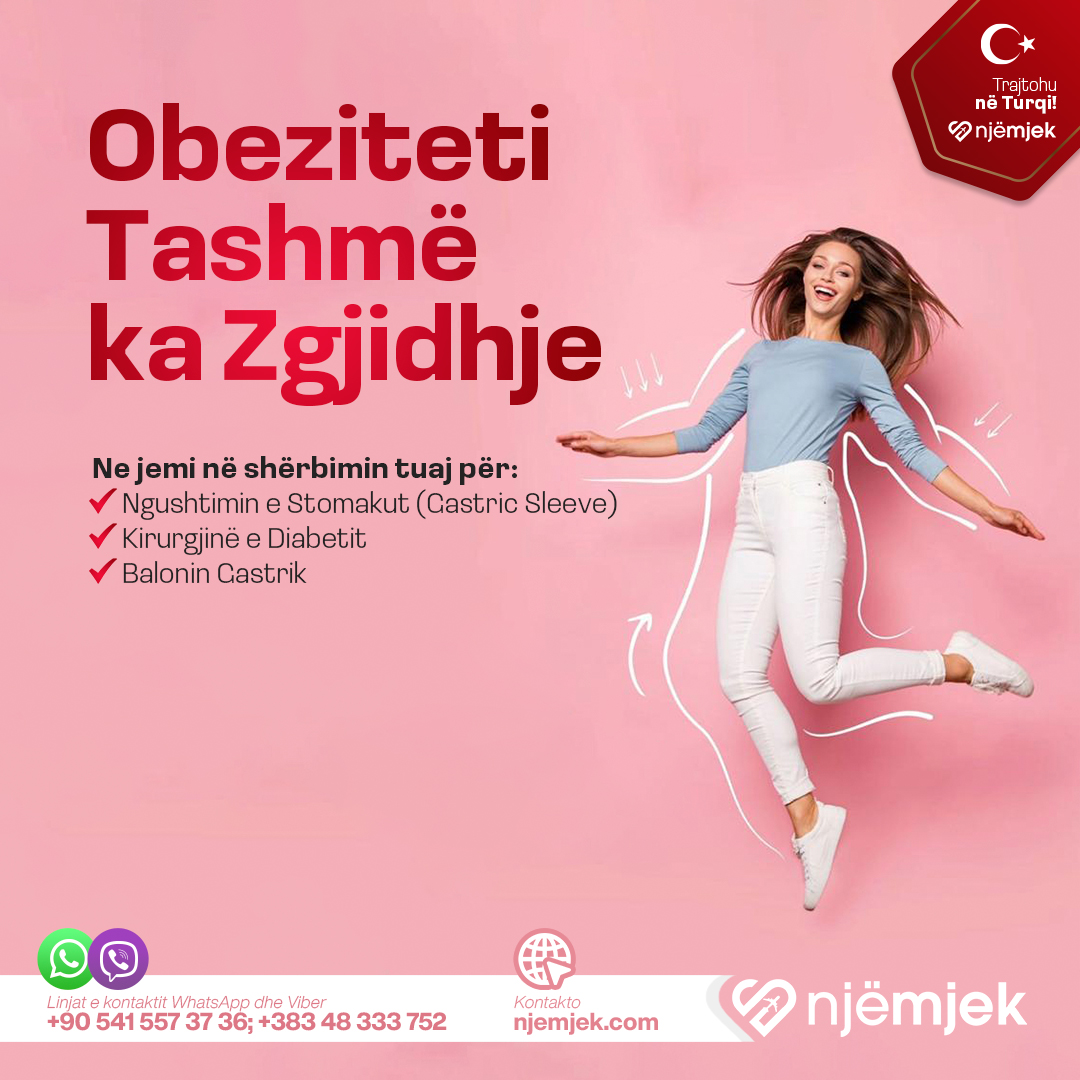 Trajtohu
në Turqi!
njëmjek
Obeziteti
Tashmë
ka Zgjidhje
Ne jemi në shërbimin tuaj për:
Ngushtimin e Stomakut (Gastric Sleeve)
Kirurgjinë e Diabetit
Balonin Gastrik
Linjat e kontaktit WhatsApp dhe Viber
+90 541 557 37 36; +383 48 333 752
Kontakto
njemjek.com
njëmjek